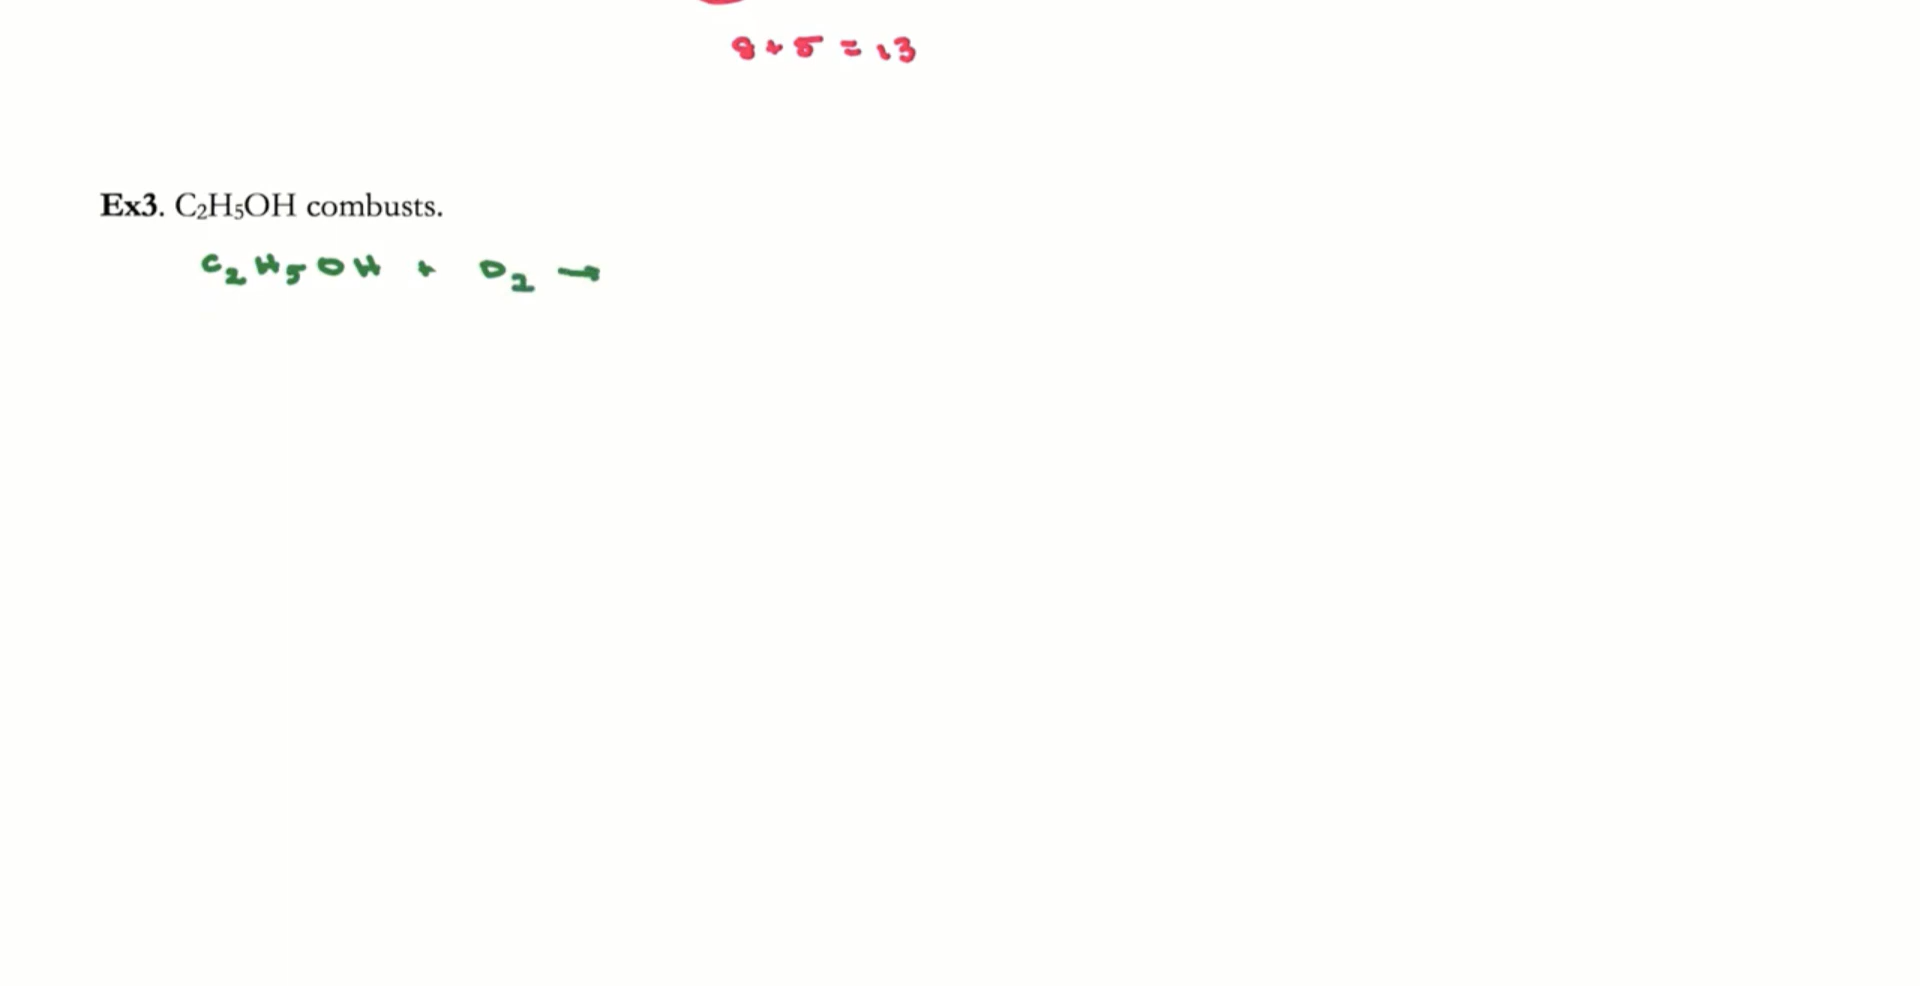 8 + 5 = 13
Ex3. C₂H₅OH combusts.
C₂H₅OH + O₂ →